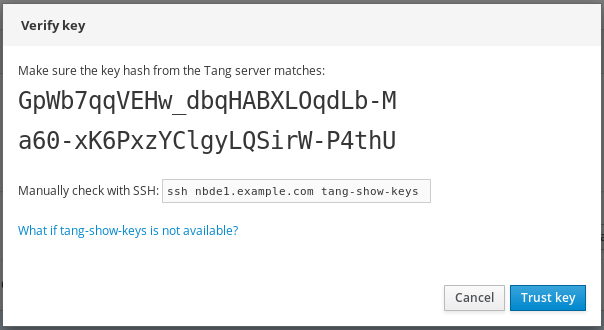 Verify key
Make sure the key hash from the Tang server matches:
GpWb7qqVEHw_dbqHABXLOqdLb-M
a60-xK6PxzYClgyLQSirW-P4thU
Manually check with SSH: ssh nbde1.example.com tang-show-keys
What if tang-show-keys is not available?
Cancel Trust key